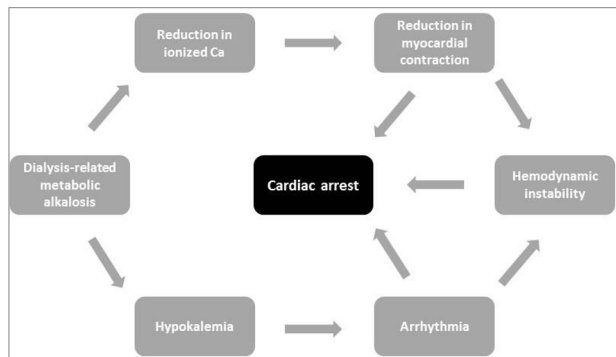 Reduction in
ionized Ca
Reduction in
myocardial
contraction
Dialysis-related
metabolic
alkalosis
Cardiac arrest
Hemodynamic
instability
Hypokalemia
Arrhythmia